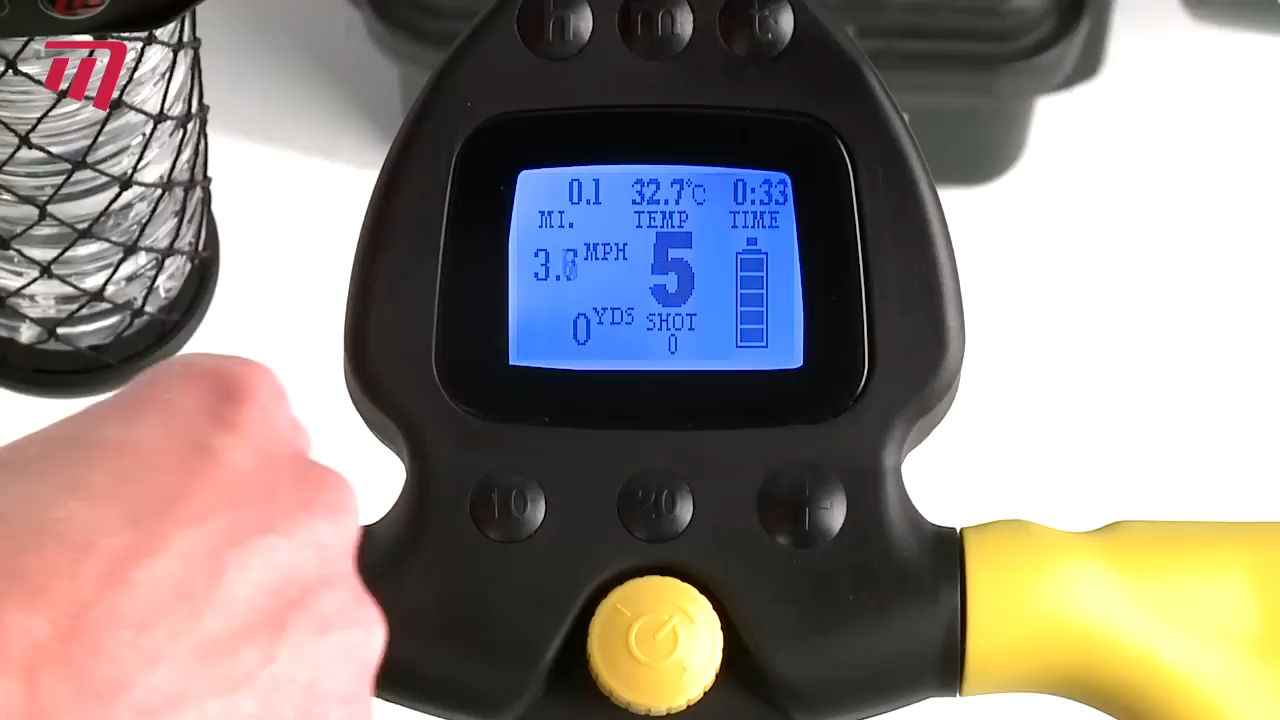 h m t
0.1 32.7°C 0:33
MI. TEMP TIME
MPH
5
0 YDS SHOT
0
10 20 +-